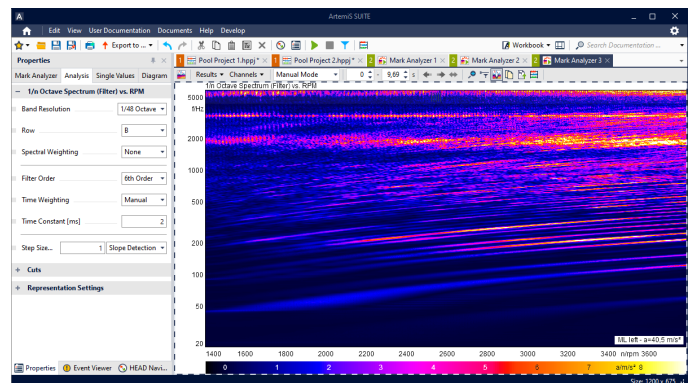 ArtemiS SUITE
Edit View User Documentation Documents Help Develop
Export to ... Workbook Search Documentation ...
Properties
1 Pool Project 1.hppj* × 1 Pool Project 2.hppj* × 2 Mark Analyzer 1 × 2 Mark Analyzer 2 × 2 Mark Analyzer 3 ×
Mark Analyzer Analysis Single Values Diagram
Results Channels Manual Mode 0 - 9,69 s
1/n Octave Spectrum (Filter) vs. RPM
1/n Octave Spectrum (Filter) vs. RPM
Band Resolution 1/48 Octave
Row B
Spectral Weighting None
Filter Order 6th Order
Time Weighting Manual
Time Constant [ms] 2
Step Size... 1 Slope Detection
+ Cuts
+ Representation Settings
5000
f/Hz
2000
1000
500
200
100
50
20
ML left - a=40,5 m/s²
1400 1600 1800 2000 2200 2400 2600 2800 3000 3200 3400 n/rpm 3600
0 1 2 3 4 5 6 7 a/m/s² 8
Properties Event Viewer HEAD Navi...
Size: 1200 x 675